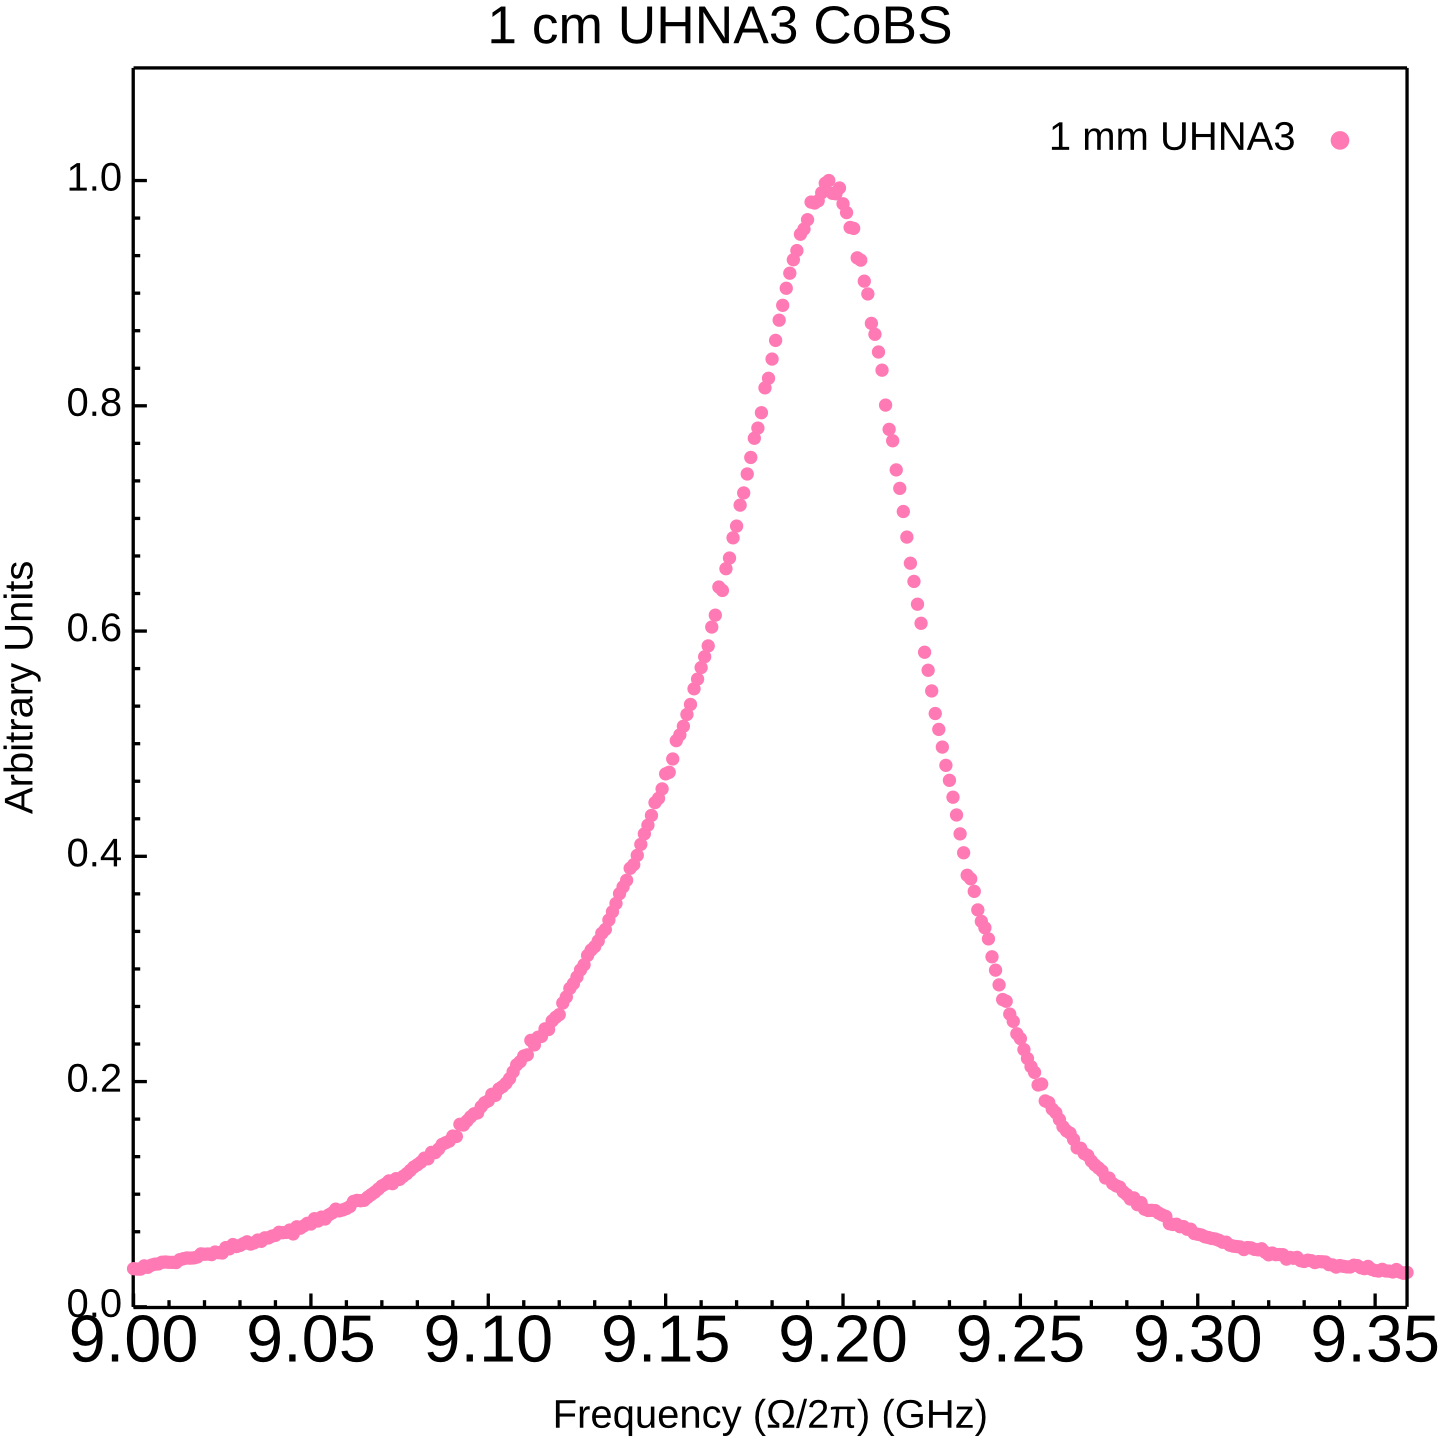 1 cm UHNA3 CoBS
1 mm UHNA3
1.0
0.8
0.6
0.4
0.2
0.0
Arbitrary Units
9.00 9.05 9.10 9.15 9.20 9.25 9.30 9.35
Frequency (Ω/2π) (GHz)